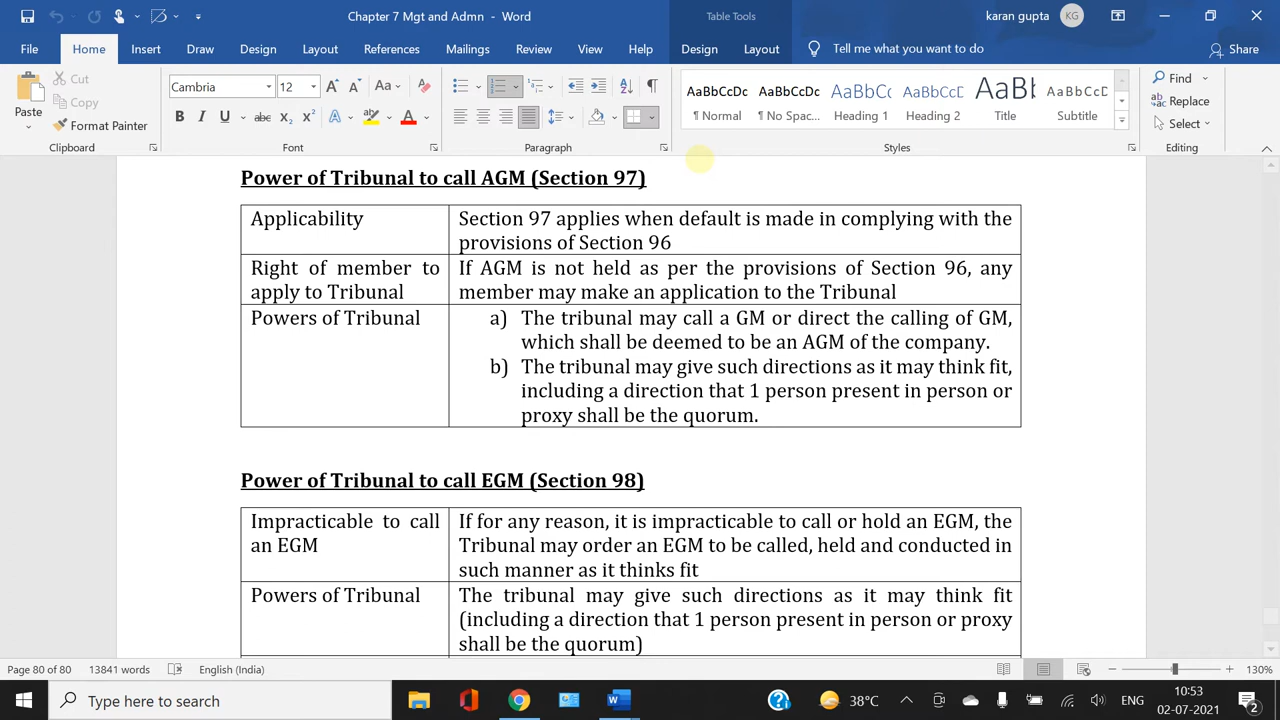 Chapter 7 Mgt and Admn - Word
Table Tools
karan gupta
KG
File
Home
Insert
Draw
Design
Layout
References
Mailings
Review
View
Help
Design
Layout
Tell me what you want to do
Share
Paste
Cut
Copy
Format Painter
Clipboard
Cambria
12
Font
Paragraph
AaBbCcDc
¶ Normal
AaBbCcDc
¶ No Spac...
AaBbCc
Heading 1
AaBbCcD
Heading 2
Title
AaBbCcD
Subtitle
Styles
Find
Replace
Select
Editing
Power of Tribunal to call AGM (Section 97)
Applicability
Section 97 applies when default is made in complying with the
provisions of Section 96
Right of member to
apply to Tribunal
If AGM is not held as per the provisions of Section 96, any
member may make an application to the Tribunal
Powers of Tribunal
a) The tribunal may call a GM or direct the calling of GM,
which shall be deemed to be an AGM of the company.
b) The tribunal may give such directions as it may think fit,
including a direction that 1 person present in person or
proxy shall be the quorum.
Power of Tribunal to call EGM (Section 98)
Impracticable to call
an EGM
If for any reason, it is impracticable to call or hold an EGM, the
Tribunal may order an EGM to be called, held and conducted in
such manner as it thinks fit
Powers of Tribunal
The tribunal may give such directions as it may think fit
(including a direction that 1 person present in person or proxy
shall be the quorum)
Page 80 of 80
13841 words
English (India)
130%
Type here to search
38°C
ENG
10:53
02-07-2021
2